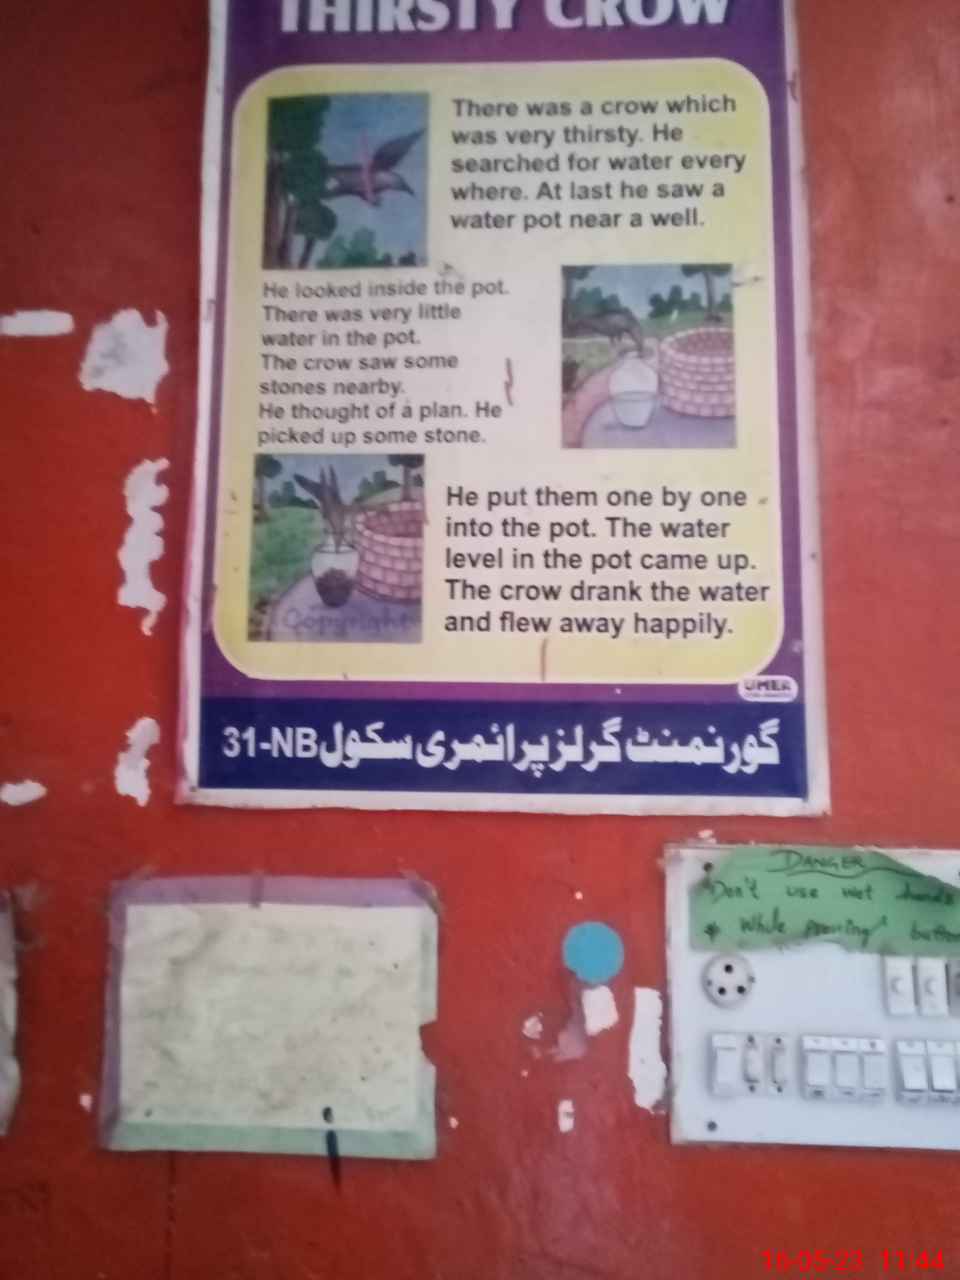 THIRSTY CROW
There was a crow which
was very thirsty. He
searched for water every
where. At last he saw a
water pot near a well.
He looked inside the pot.
There was very little
water in the pot.
The crow saw some
stones nearby.
He thought of a plan. He
picked up some stone.
He put them one by one
into the pot. The water
level in the pot came up.
The crow drank the water
and flew away happily.
Copyright
UMER
گورنمنٹ گرلز پرائمری سکول 31-NB
DANGER
Don't use wet hands
* While pressing button
16-05-23 11:44